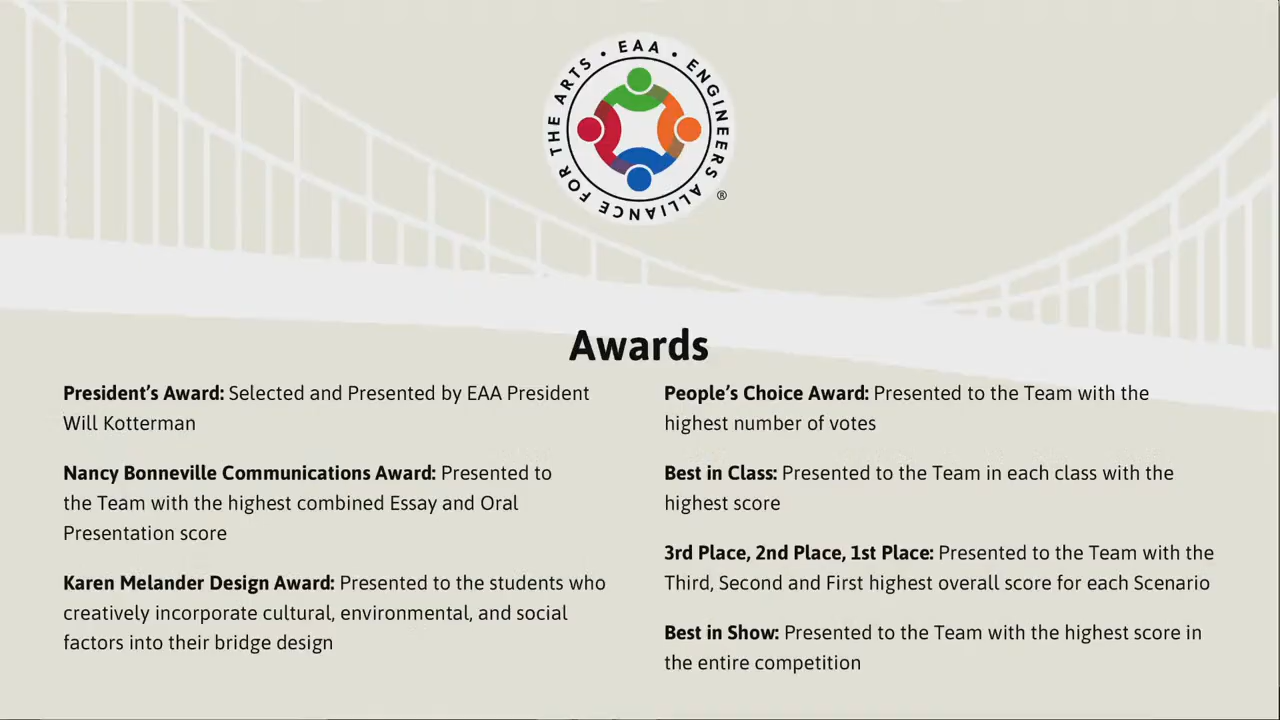 • EAA • ENGINEERS ALLIANCE FOR THE ARTS
®
Awards
President’s Award: Selected and Presented by EAA President
Will Kotterman
Nancy Bonneville Communications Award: Presented to
the Team with the highest combined Essay and Oral
Presentation score
Karen Melander Design Award: Presented to the students who
creatively incorporate cultural, environmental, and social
factors into their bridge design
People’s Choice Award: Presented to the Team with the
highest number of votes
Best in Class: Presented to the Team in each class with the
highest score
3rd Place, 2nd Place, 1st Place: Presented to the Team with the
Third, Second and First highest overall score for each Scenario
Best in Show: Presented to the Team with the highest score in
the entire competition